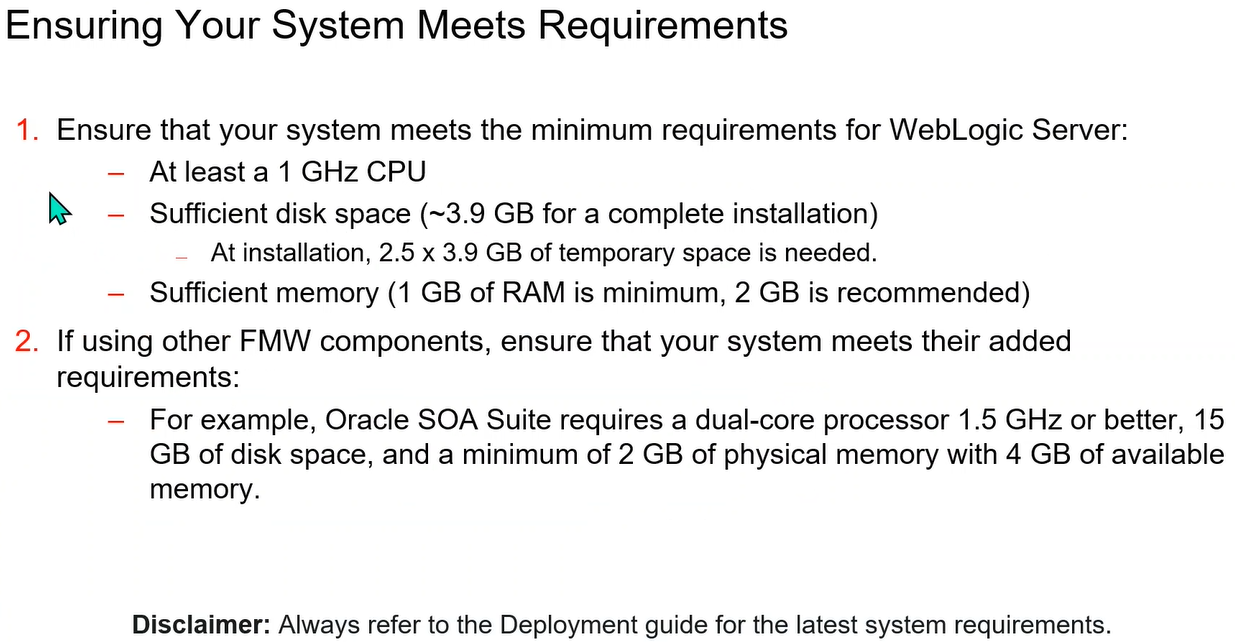 Ensuring Your System Meets Requirements
1. Ensure that your system meets the minimum requirements for WebLogic Server:
– At least a 1 GHz CPU
– Sufficient disk space (~3.9 GB for a complete installation)
– At installation, 2.5 x 3.9 GB of temporary space is needed.
– Sufficient memory (1 GB of RAM is minimum, 2 GB is recommended)
2. If using other FMW components, ensure that your system meets their added
requirements:
– For example, Oracle SOA Suite requires a dual-core processor 1.5 GHz or better, 15
GB of disk space, and a minimum of 2 GB of physical memory with 4 GB of available
memory.
Disclaimer: Always refer to the Deployment guide for the latest system requirements.